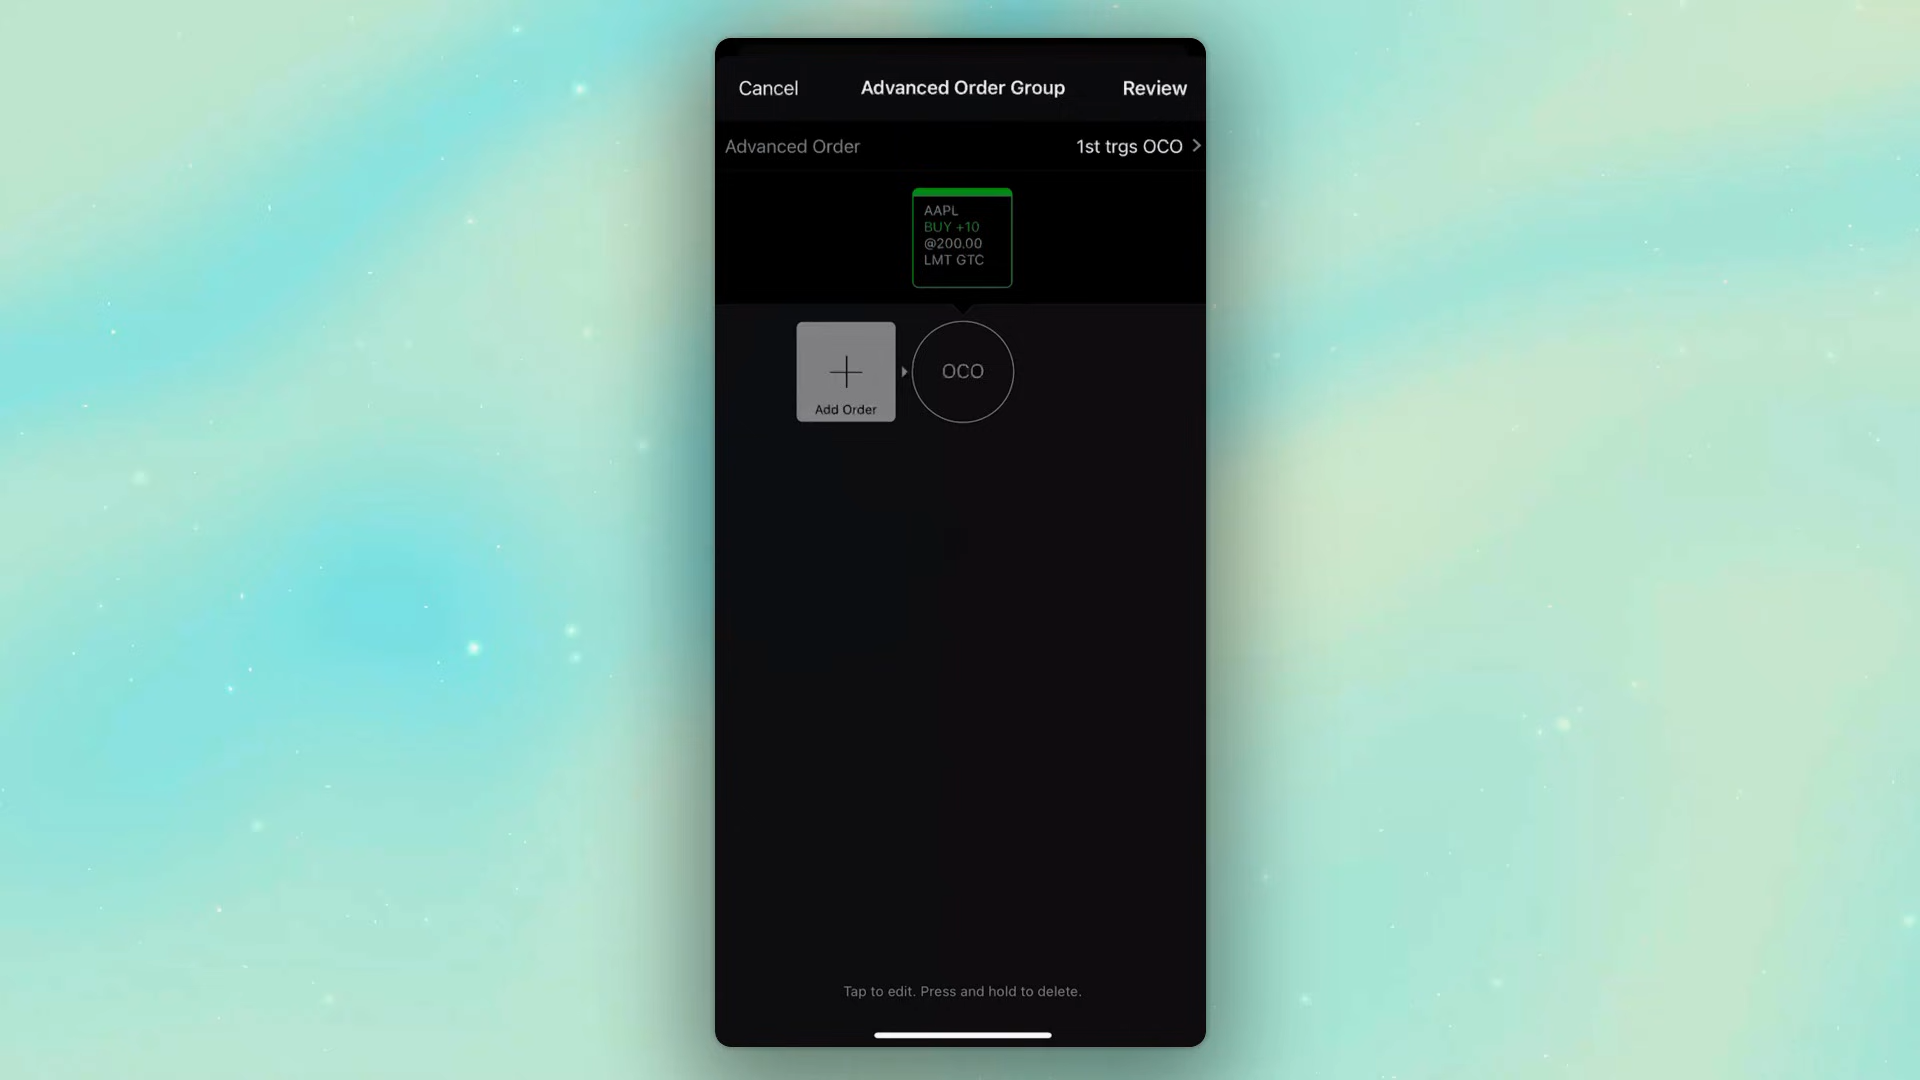 Cancel
Advanced Order Group
Review
Advanced Order
1st trgs OCO
AAPL
BUY +10
@200.00
LMT GTC
Add Order
OCO
Tap to edit. Press and hold to delete.